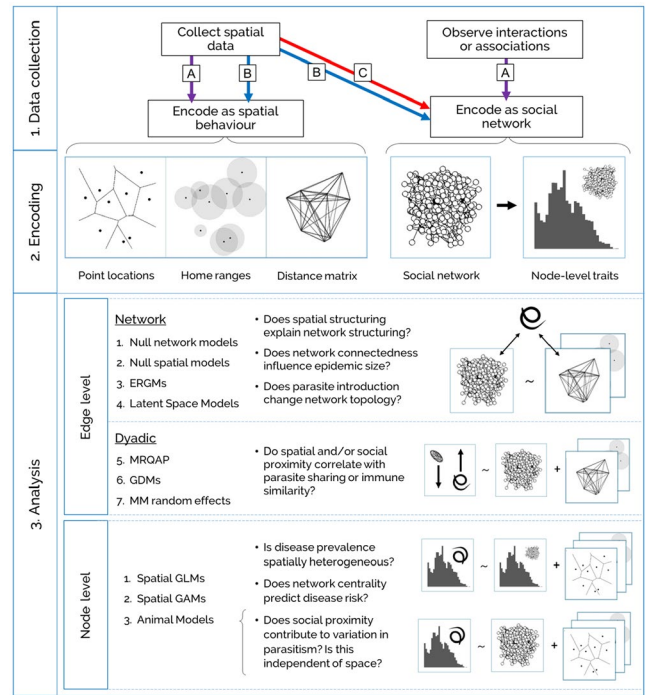 1. Data collection
Collect spatial
data
Observe interactions
or associations
A
B
B
C
A
Encode as spatial
behaviour
Encode as social
network
2. Encoding
Point locations
Home ranges
Distance matrix
Social network
Node-level traits
3. Analysis
Edge level
Network
1. Null network models
2. Null spatial models
3. ERGMs
4. Latent Space Models
• Does spatial structuring
explain network structuring?
• Does network connectedness
influence epidemic size?
• Does parasite introduction
change network topology?
~
Dyadic
5. MRQAP
6. GDMs
7. MM random effects
• Do spatial and/or social
proximity correlate with
parasite sharing or immune
similarity?
~
+
Node level
1. Spatial GLMs
2. Spatial GAMs
3. Animal Models
• Is disease prevalence
spatially heterogeneous?
• Does network centrality
predict disease risk?
• Does social proximity
contribute to variation in
parasitism? Is this
independent of space?
~
+
~
+